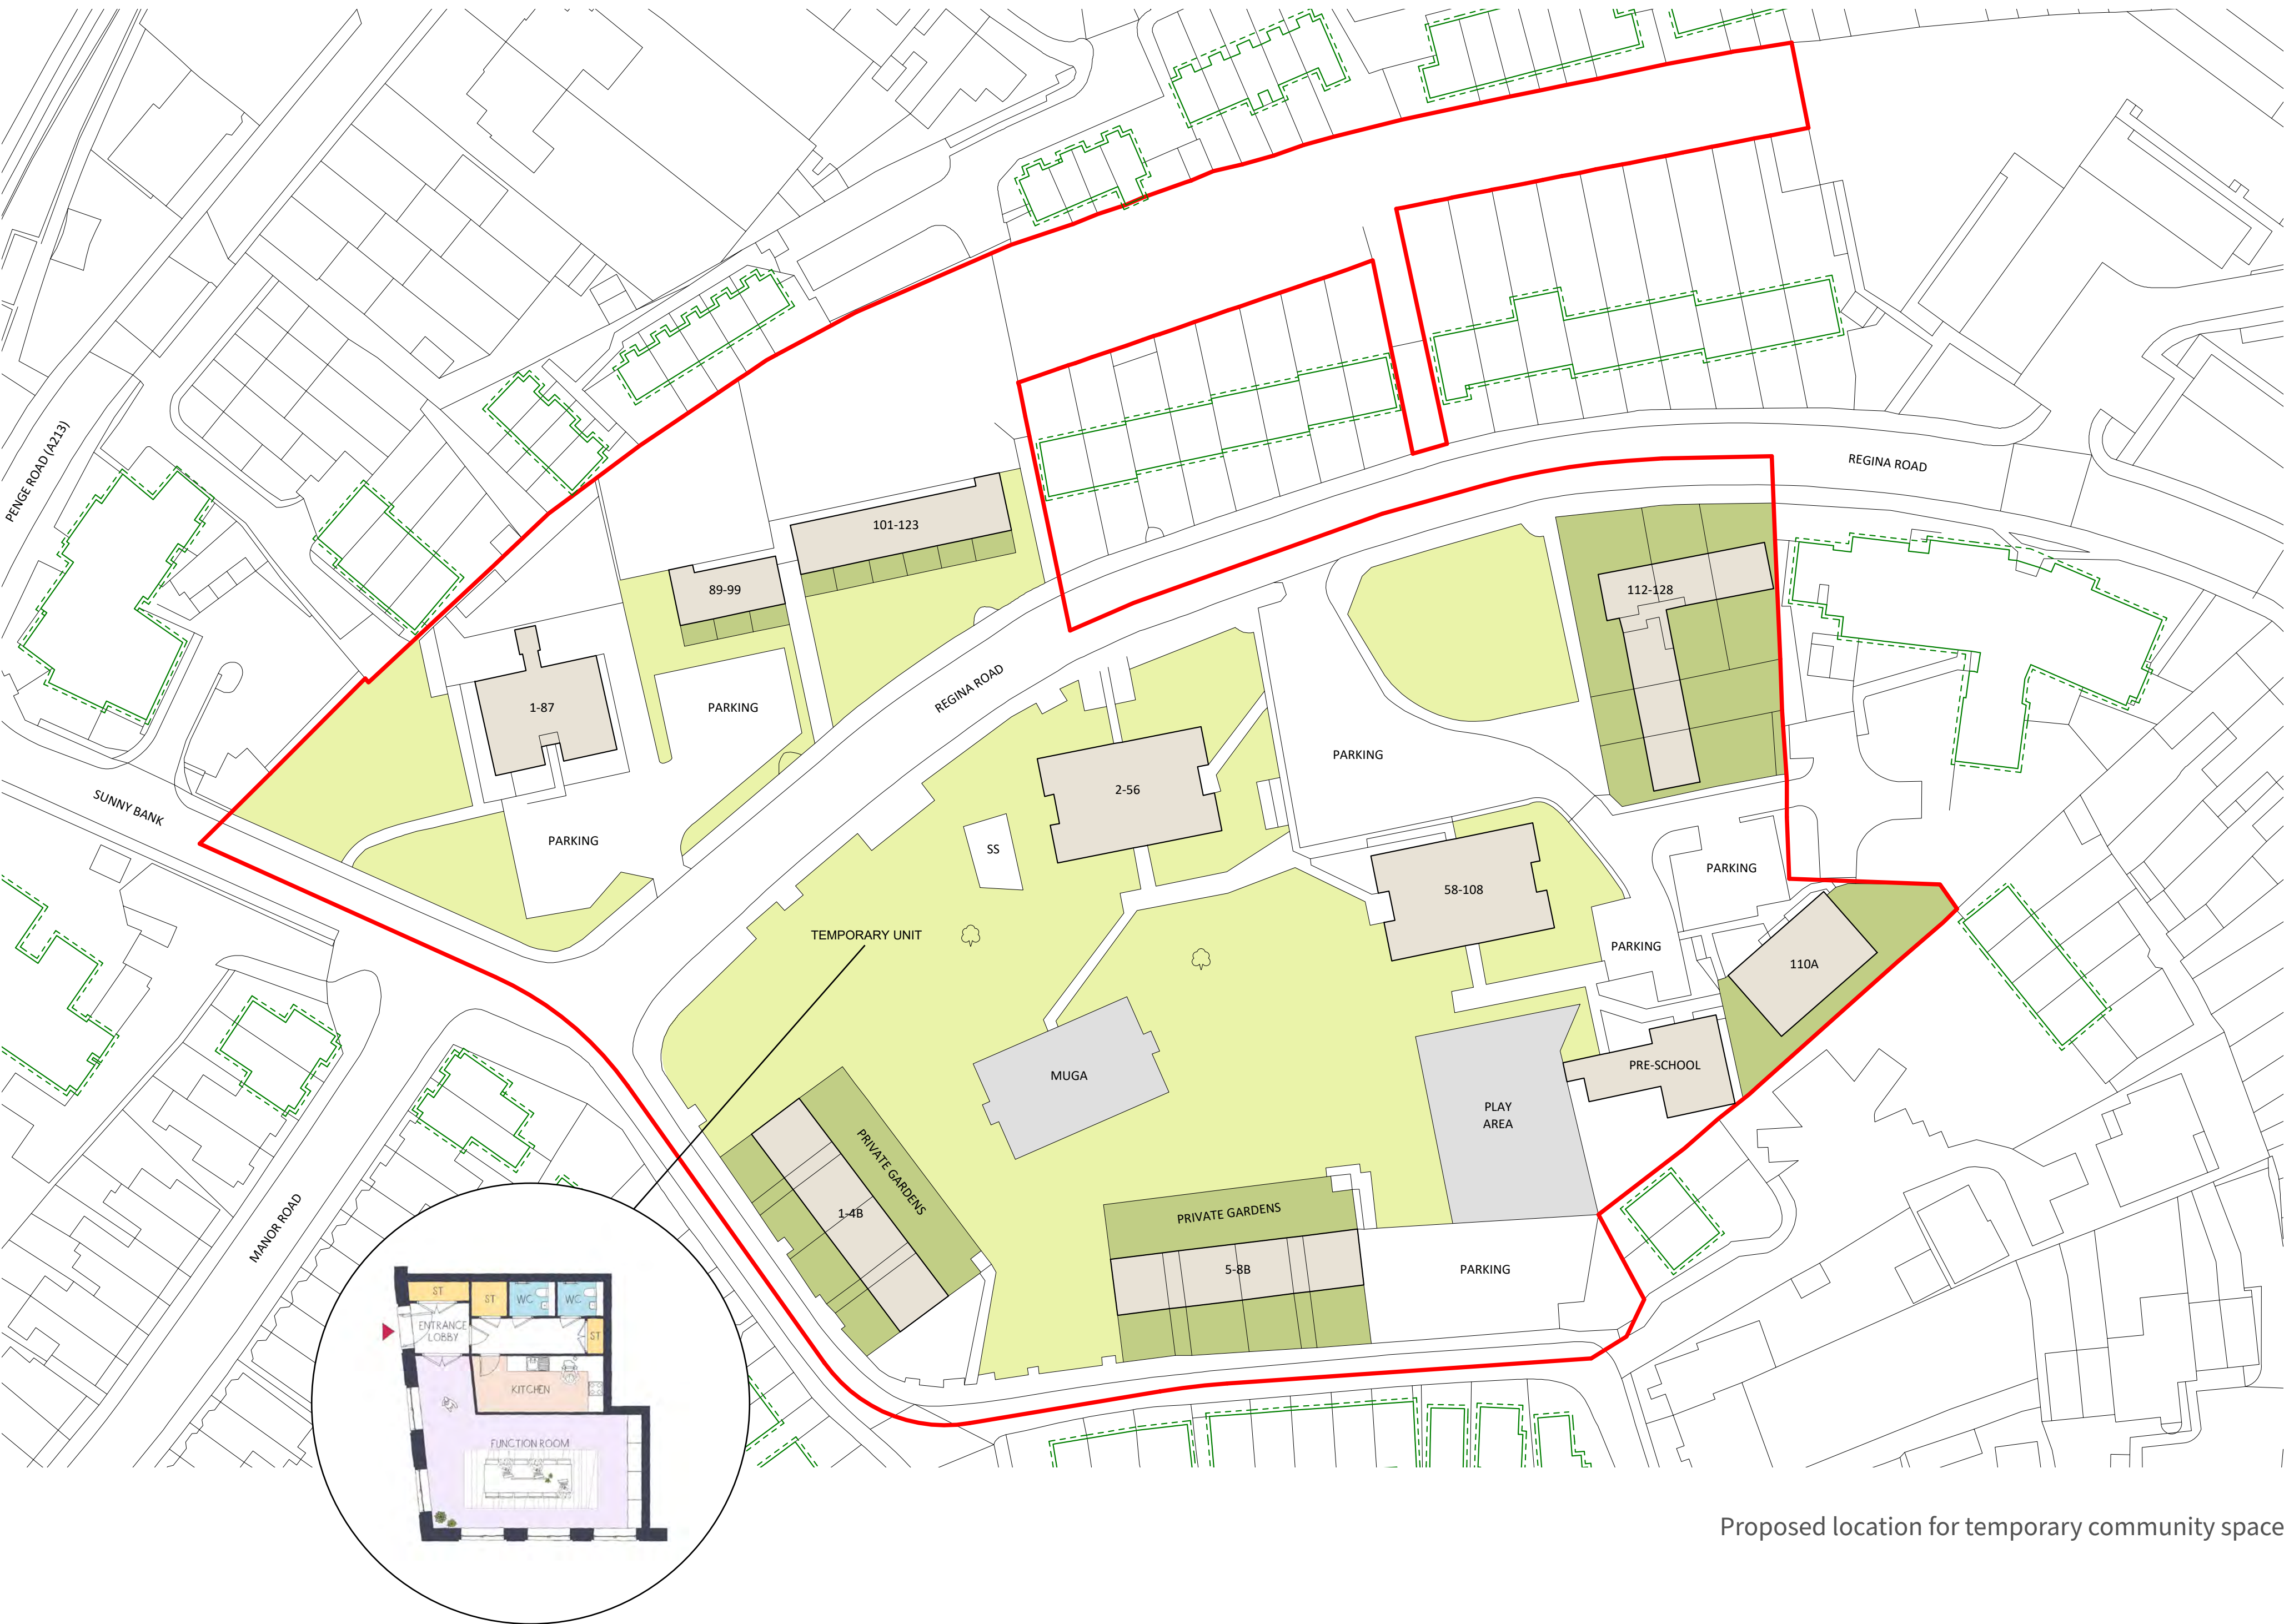 PENGE ROAD (A213)
REGINA ROAD
101-123
89-99
112-128
REGINA ROAD
1-87
PARKING
PARKING
2-56
SUNNY BANK
PARKING
SS
PARKING
58-108
TEMPORARY UNIT
PARKING
110A
MUGA
PRE-SCHOOL
PLAY
AREA
PRIVATE GARDENS
1-4B
PRIVATE GARDENS
MANOR ROAD
5-8B
PARKING
ST
ST
WC
WC
ENTRANCE
LOBBY
ST
KITCHEN
FUNCTION ROOM
Proposed location for temporary community space